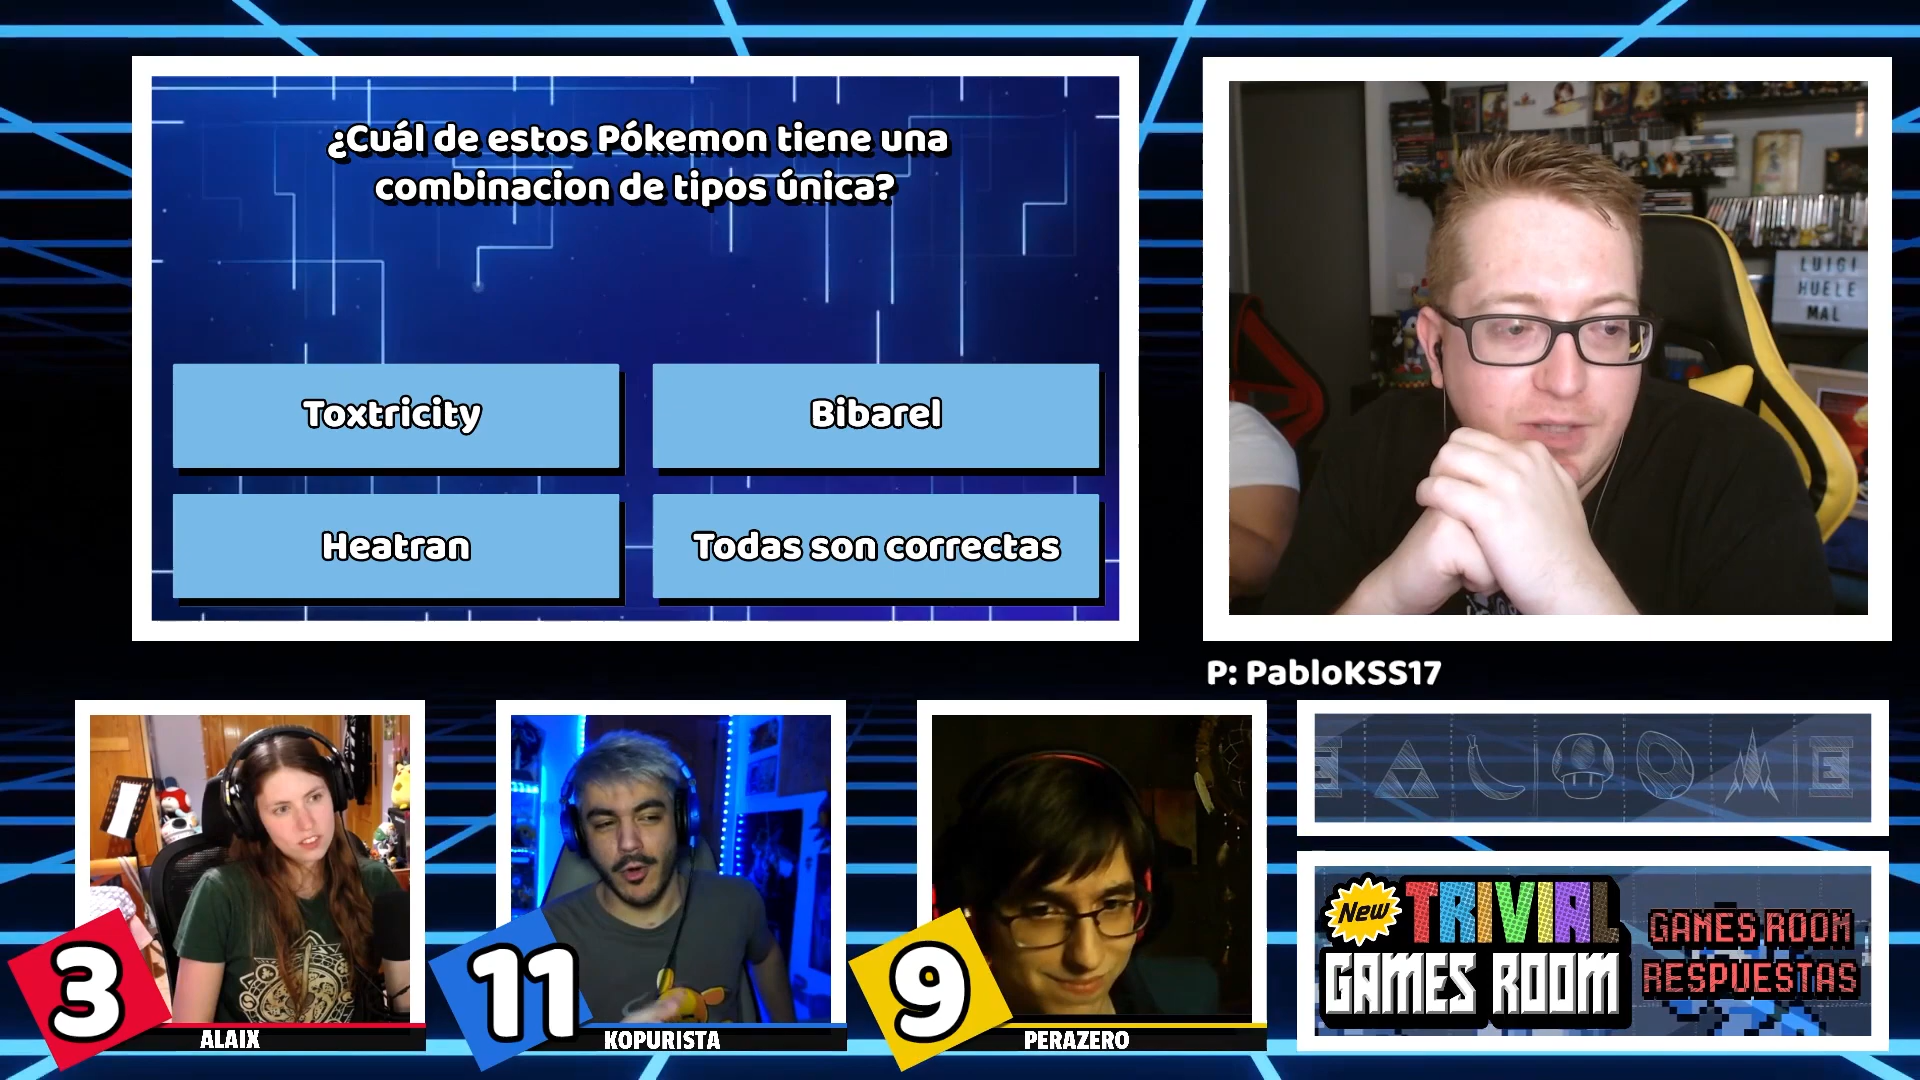 ¿Cuál de estos Pókemon tiene una
combinacion de tipos única?
Toxtricity
Bibarel
Heatran
Todas son correctas
LUIGI
HUELE
MAL
P: PabloKSS17
3
ALAIX
11
KOPURISTA
9
PERAZERO
New
TRIVIAL
GAMES ROOM
GAMES ROOM
RESPUESTAS